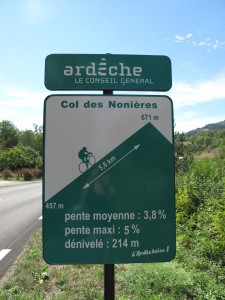 ardèche
LE CONSEIL GENERAL
Col des Nonières
671 m
5,6 km
457 m
pente moyenne : 3,8%
pente maxi : 5 %
dénivelé : 214 m